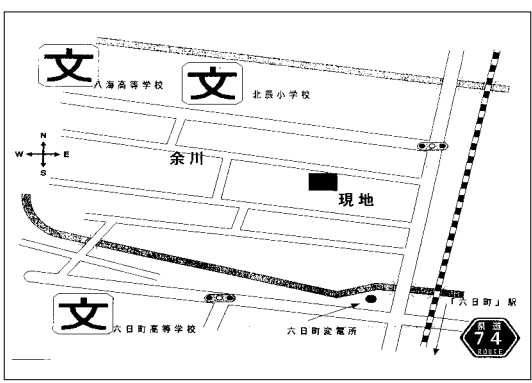 文
八海高等学校
文
北辰小学校
N
W E
S
余川
現地
「六日町」駅
文
六日町高等学校
六日町変電所
県道
74
ROUTE